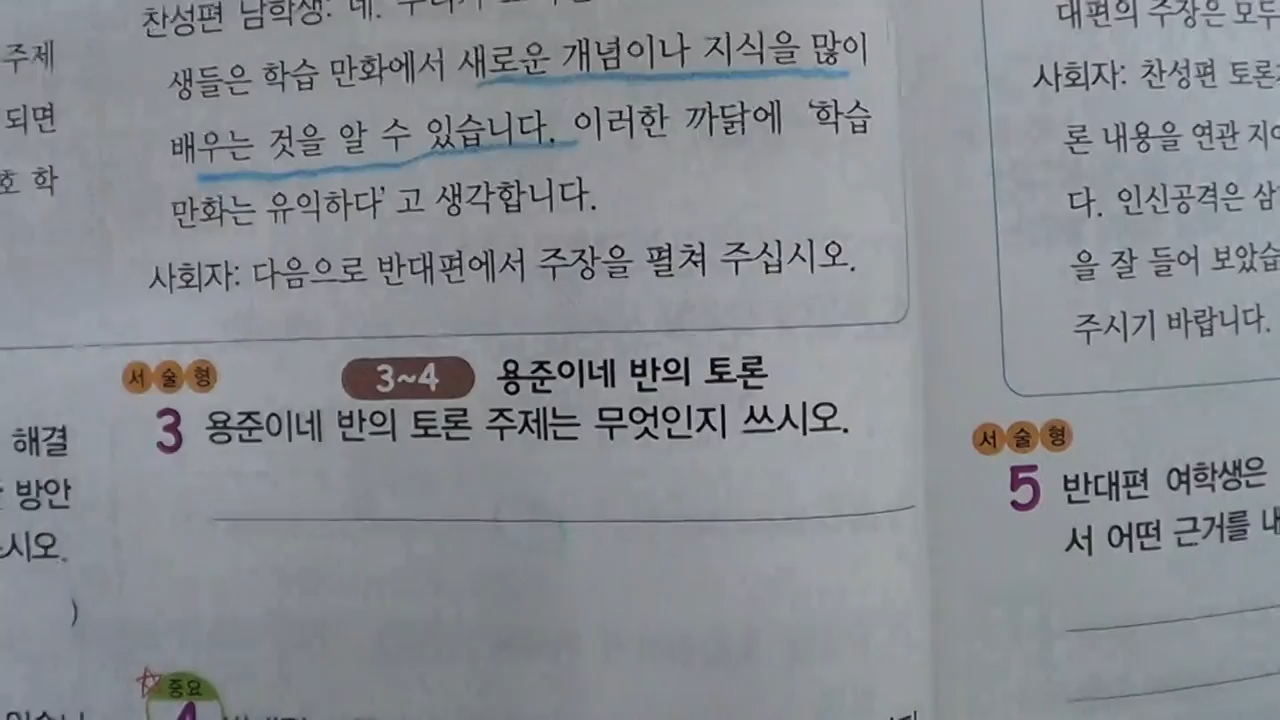 주제
되면
호 학
해결
방안
시오.
)
찬성편 남학생: 네.
생들은 학습 만화에서 새로운 개념이나 지식을 많이
배우는 것을 알 수 있습니다. 이러한 까닭에 ‘학습
만화는 유익하다’고 생각합니다.
사회자: 다음으로 반대편에서 주장을 펼쳐 주십시오.
서술형
3~4 용준이네 반의 토론
3 용준이네 반의 토론 주제는 무엇인지 쓰시오.
중요
4
대편의 주장은 모두
사회자: 찬성편 토론
론 내용을 연관 지
다. 인신공격은 삼
을 잘 들어 보았습
주시기 바랍니다.
서술형
5 반대편 여학생은
서 어떤 근거를 내